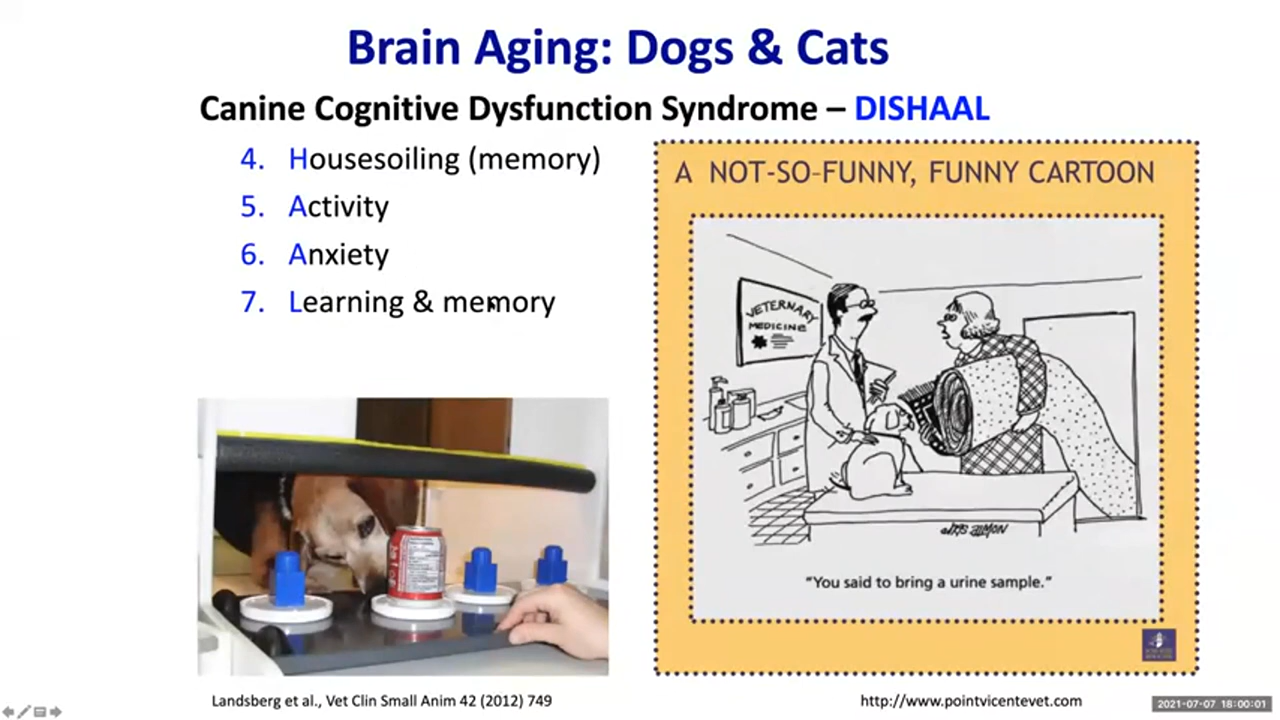 Brain Aging: Dogs & Cats
Canine Cognitive Dysfunction Syndrome – DISHAAL
4. Housesoiling (memory)
5. Activity
6. Anxiety
7. Learning & memory
A NOT-SO-FUNNY, FUNNY CARTOON
VETERNARY
MEDICINE
"You said to bring a urine sample."
Landsberg et al., Vet Clin Small Anim 42 (2012) 749
http://www.pointvicentevet.com
2021-07-07 18:00:01